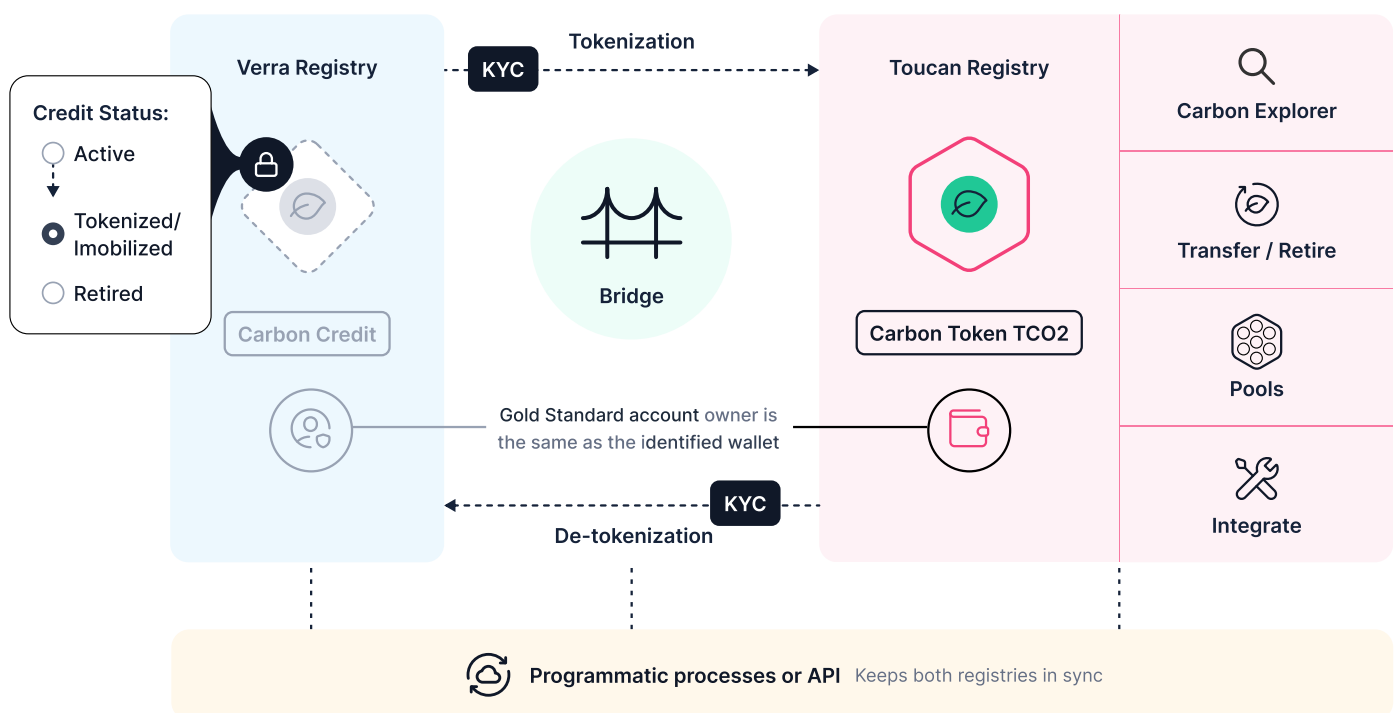 Verra Registry
KYC
Tokenization
Toucan Registry
Carbon Explorer
Credit Status:
Active
Tokenized/
Imobilized
Retired
Transfer / Retire
Bridge
Carbon Credit
Carbon Token TCO2
Pools
Gold Standard account owner is
the same as the identified wallet
KYC
De-tokenization
Integrate
Programmatic processes or API Keeps both registries in sync